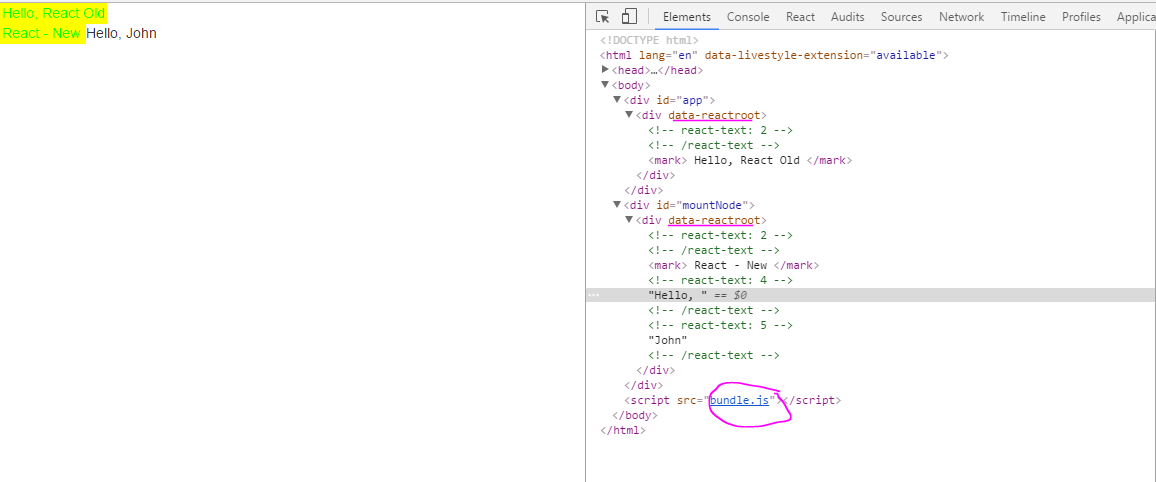 Hello, React Old
React - New Hello, John
Elements Console React Audits Sources Network Timeline Profiles Applica
<!DOCTYPE html>
<html lang="en" data-livestyle-extension="available">
<head>…</head>
<body>
<div id="app">
<div data-reactroot>
<!-- react-text: 2 -->
<!-- /react-text -->
<mark> Hello, React Old </mark>
</div>
</div>
<div id="mountNode">
<div data-reactroot>
<!-- react-text: 2 -->
<!-- /react-text -->
<mark> React - New </mark>
<!-- react-text: 4 -->
"Hello, " == $0
<!-- /react-text -->
<!-- react-text: 5 -->
"John"
<!-- /react-text -->
</div>
</div>
<script src="bundle.js"></script>
</body>
</html>